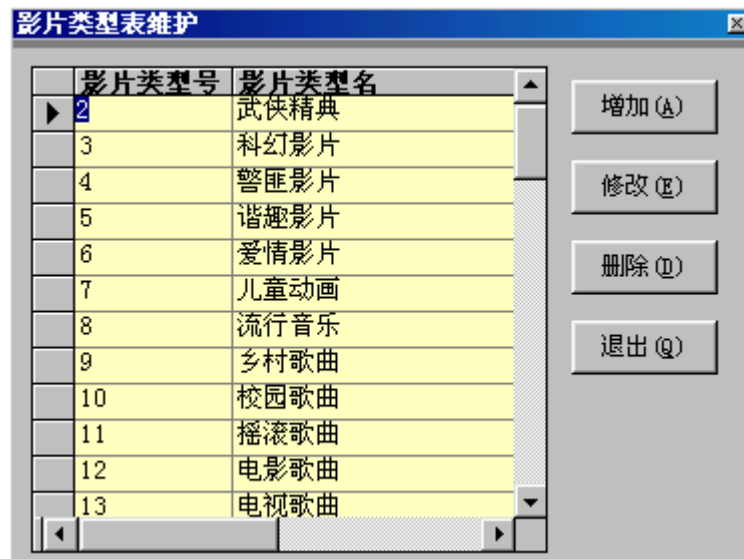 影片类型表维护
影片类型号 影片类型名
2 武侠精典
3 科幻影片
4 警匪影片
5 谐趣影片
6 爱情影片
7 儿童动画
8 流行音乐
9 乡村歌曲
10 校园歌曲
11 摇滚歌曲
12 电影歌曲
13 电视歌曲
增加(A)
修改(E)
删除(D)
退出(Q)